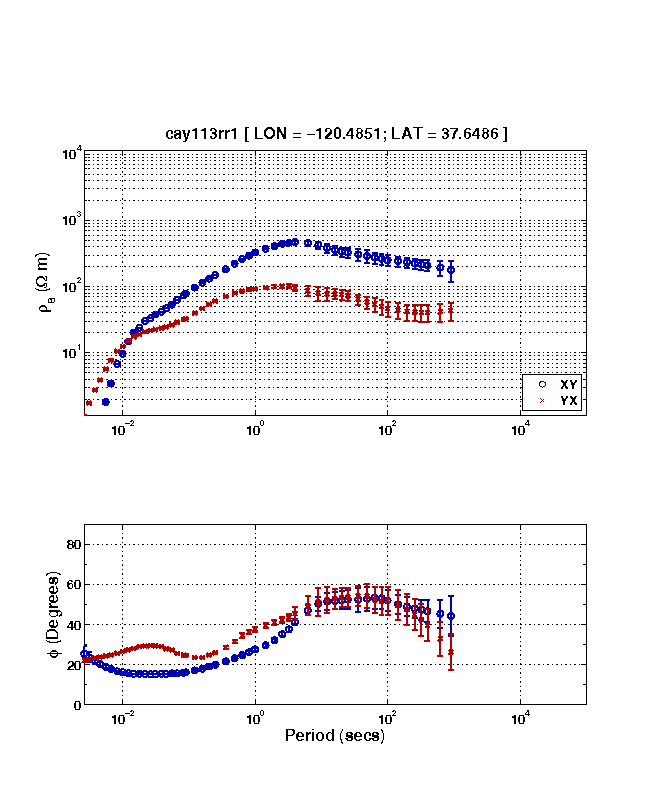 cay113rr1 [ LON = −120.4851; LAT = 37.6486 ]
ρa (Ω m)
10^4
10^3
10^2
10^1
XY
YX
10^−2 10^0 10^2 10^4
ϕ (Degrees)
80
60
40
20
0
10^−2 10^0 10^2 10^4
Period (secs)